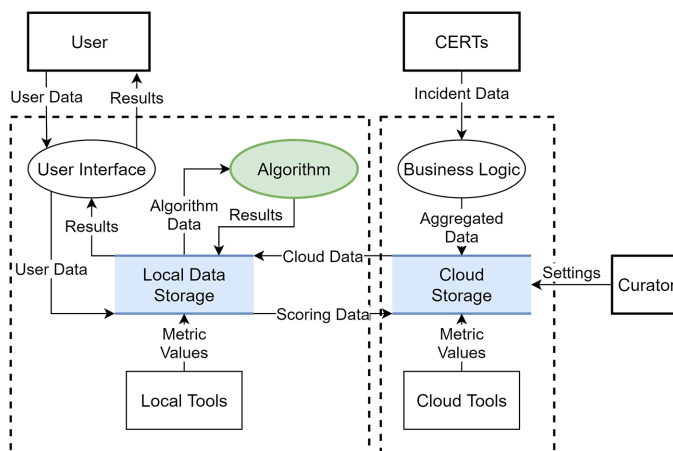 User
CERTs
User Data
Results
Incident Data
User Interface
Algorithm
Business Logic
Algorithm
Data
Results
Results
Aggregated
Data
User Data
Cloud Data
Local Data
Storage
Cloud
Storage
Settings
Curator
Scoring Data
Metric
Values
Metric
Values
Local Tools
Cloud Tools